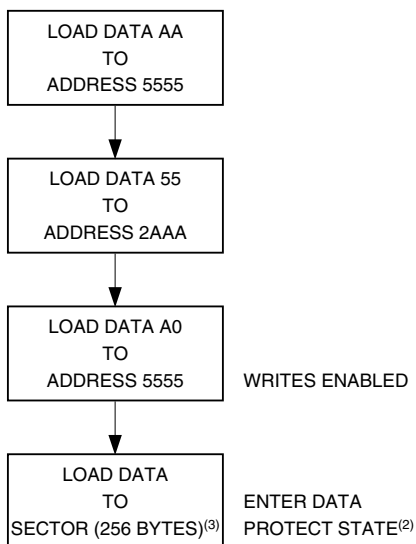 LOAD DATA AA
TO
ADDRESS 5555
LOAD DATA 55
TO
ADDRESS 2AAA
LOAD DATA A0
TO
ADDRESS 5555
WRITES ENABLED
LOAD DATA
TO
SECTOR (256 BYTES)(3)
ENTER DATA
PROTECT STATE(2)